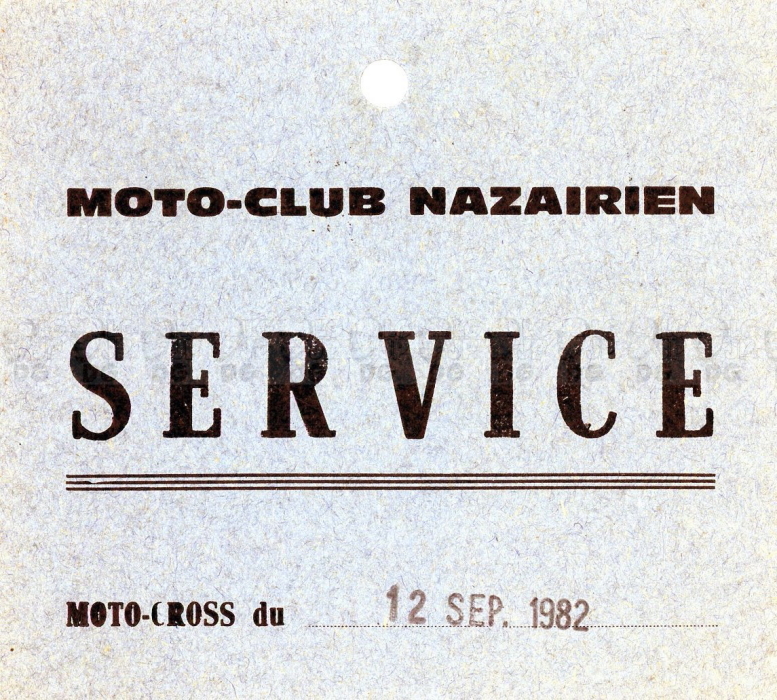 MOTO-CLUB NAZAIRIEN
SERVICE
MOTO-CROSS du 12 SEP. 1982